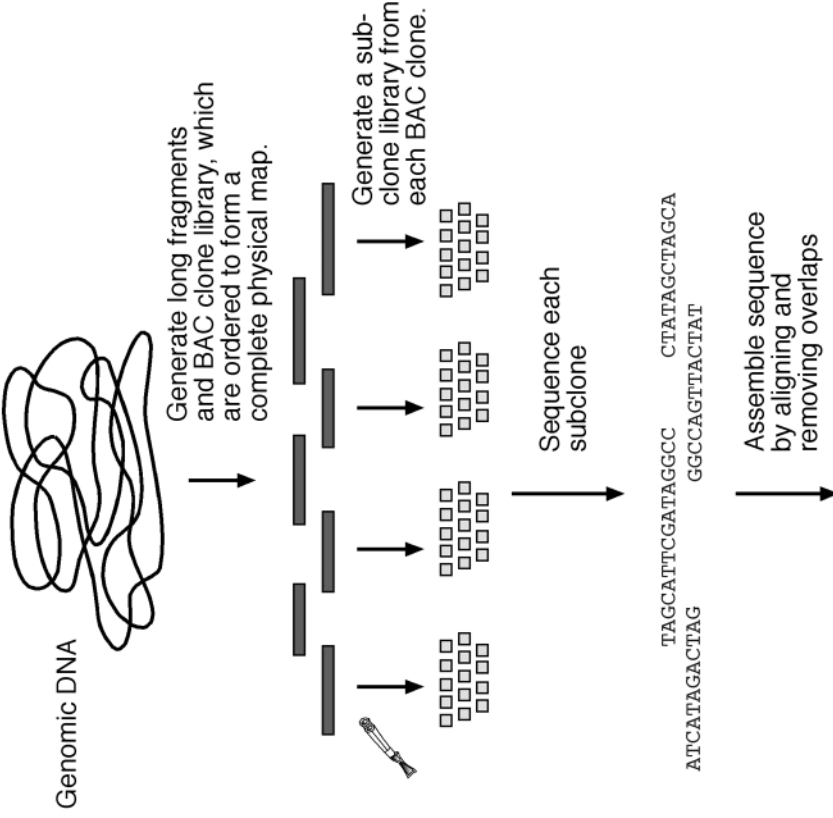 Genomic DNA
Generate long fragments
and BAC clone library, which
are ordered to form a
complete physical map.
Generate a sub-
clone library from
each BAC clone.
Sequence each
subclone
TAGCATTCGATAGGCC CTATAGCTAGCA
ATCATAGACTAG GGCCAGTTACTAT
Assemble sequence
by aligning and
removing overlaps